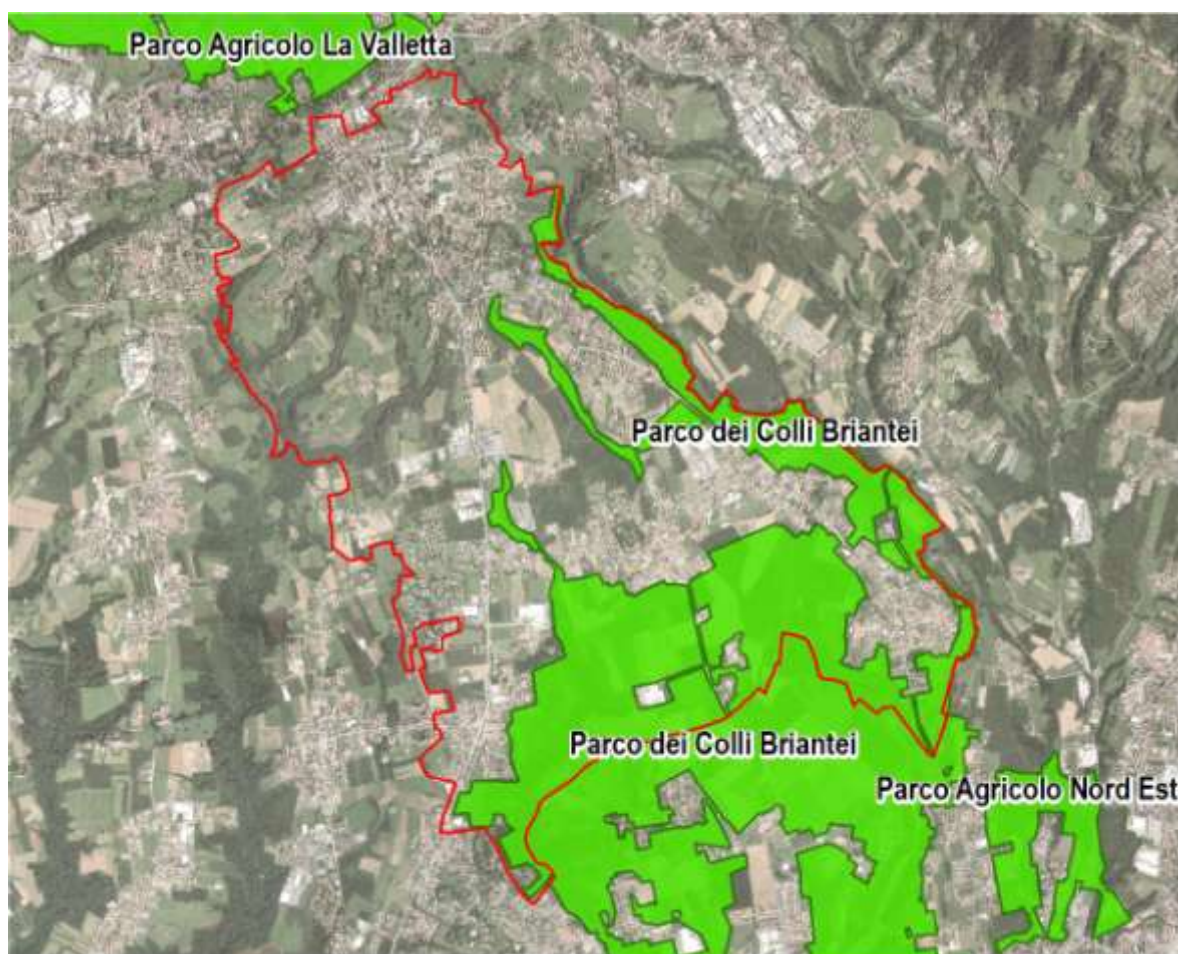 Parco Agricolo La Valletta
Parco dei Colli Briantei
Parco dei Colli Briantei
Parco Agricolo Nord Est